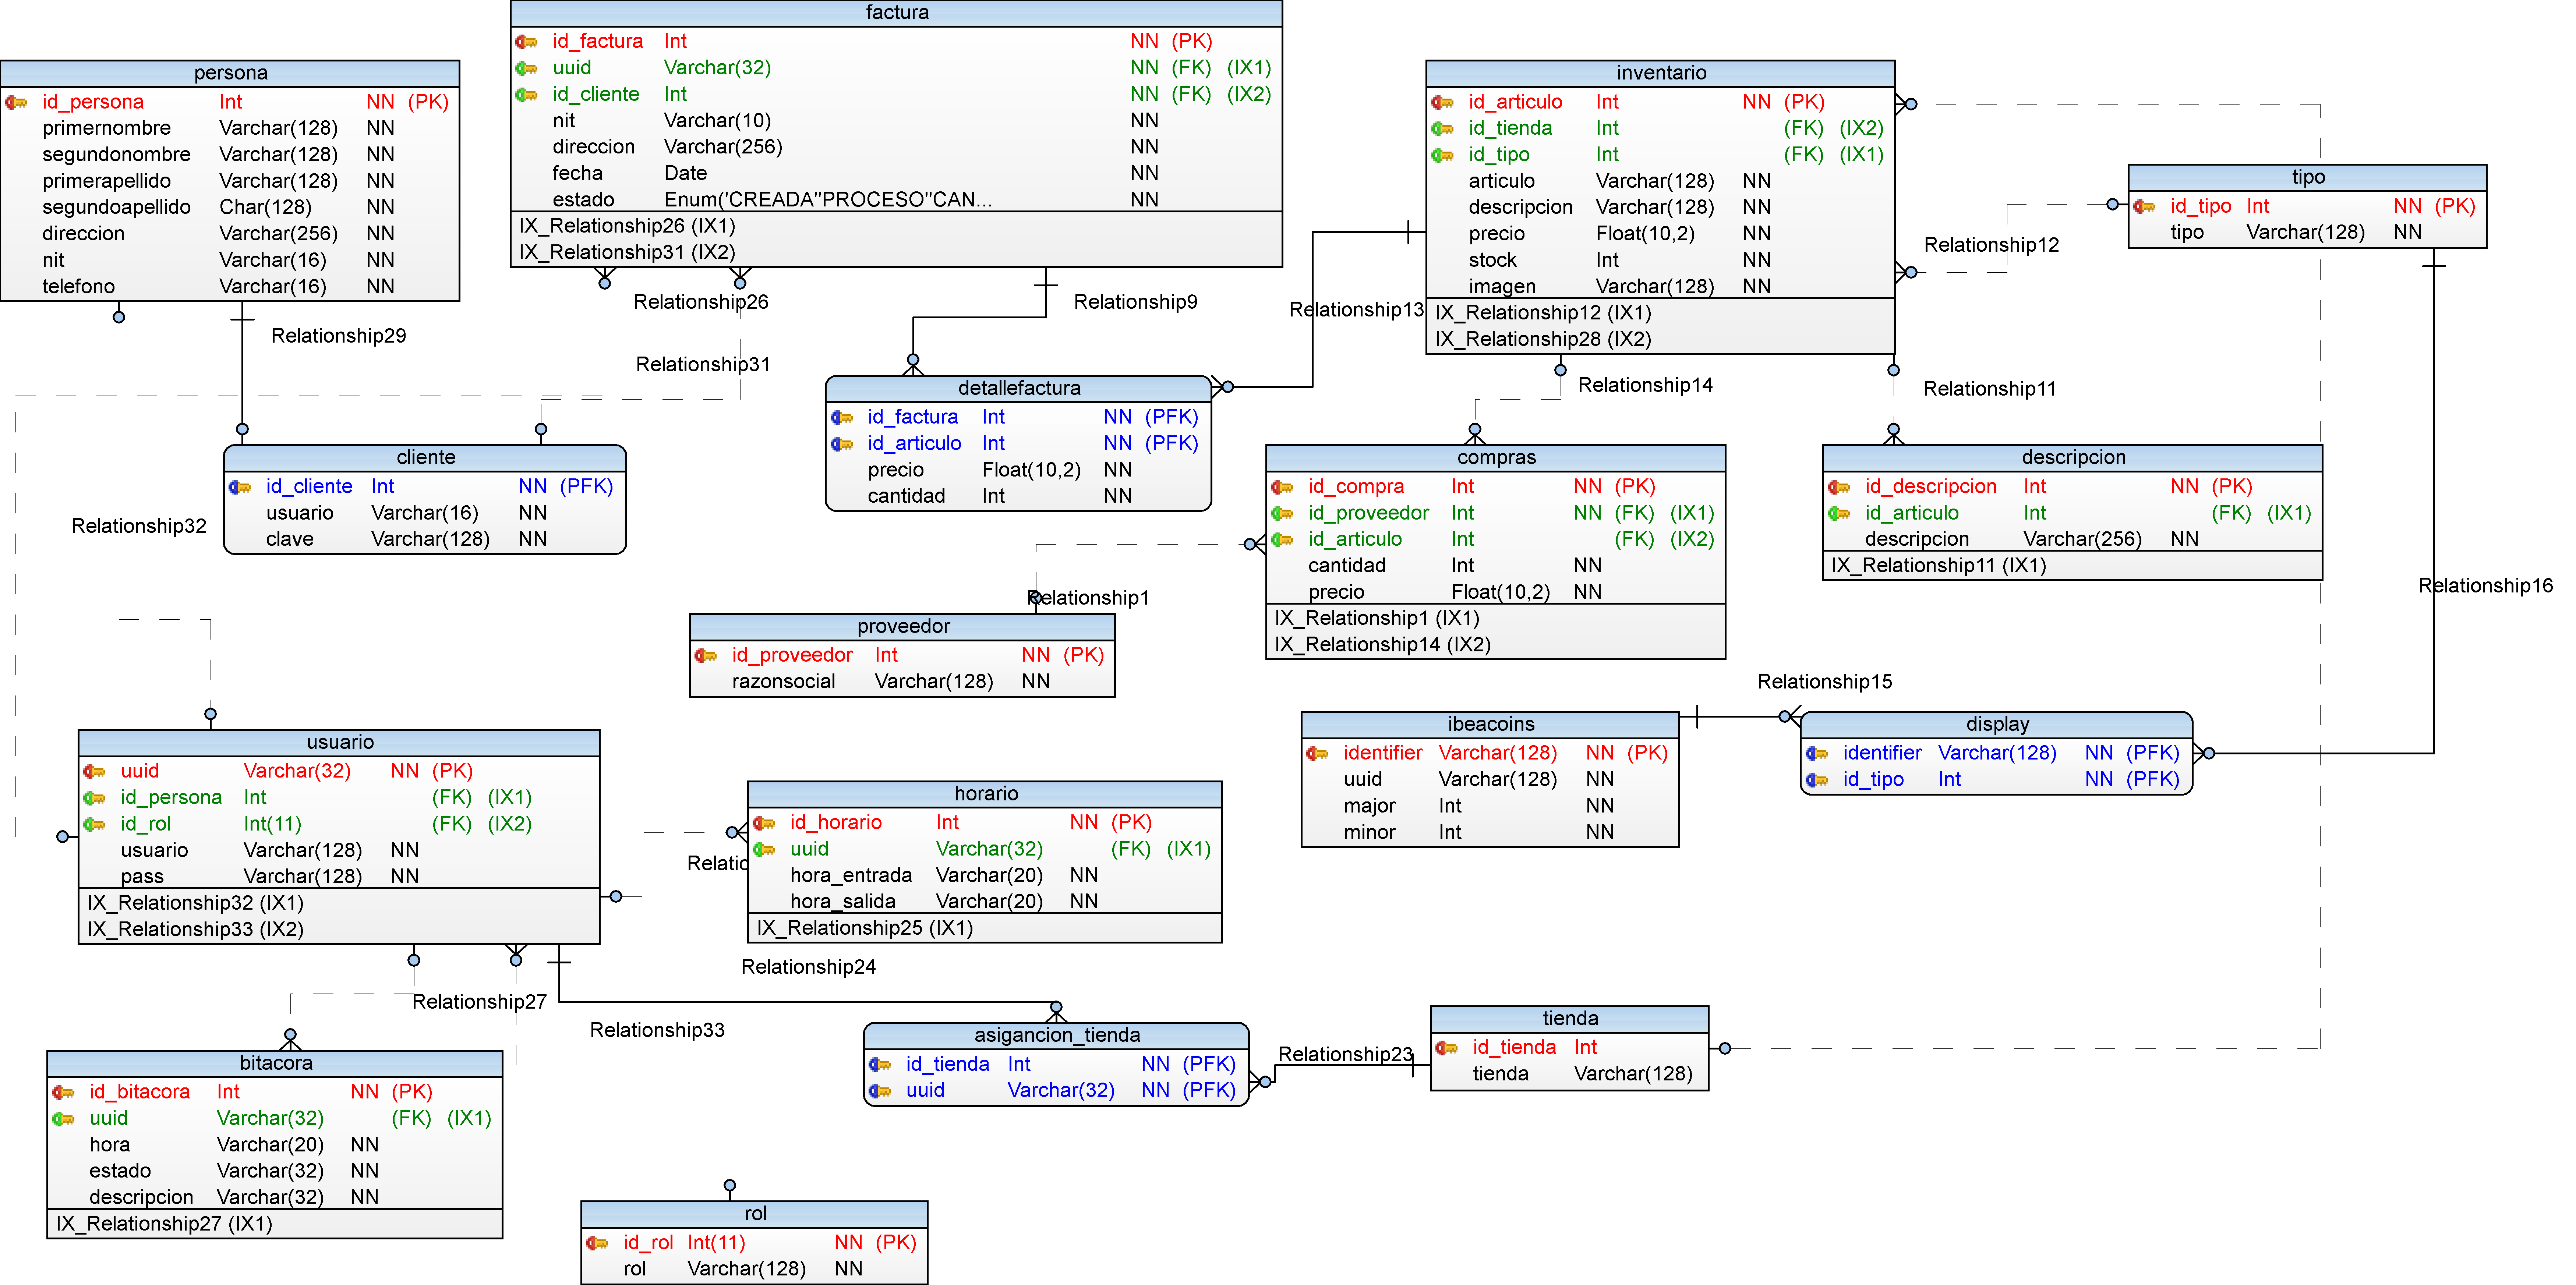 factura
id_factura Int NN (PK)
uuid Varchar(32) NN (FK) (IX1)
id_cliente Int NN (FK) (IX2)
nit Varchar(10) NN
direccion Varchar(256) NN
fecha Date NN
estado Enum("CREADA"PROCESO"CAN... NN
IX_Relationship26 (IX1)
IX_Relationship31 (IX2)
persona
id_persona Int NN (PK)
primernombre Varchar(128) NN
segundonombre Varchar(128) NN
primerapellido Varchar(128) NN
segundoapellido Char(128) NN
direccion Varchar(256) NN
nit Varchar(16) NN
telefono Varchar(16) NN
inventario
id_articulo Int NN (PK)
id_tienda Int (FK) (IX2)
id_tipo Int (FK) (IX1)
articulo Varchar(128) NN
descripcion Varchar(128) NN
precio Float(10,2) NN
stock Int NN
imagen Varchar(128) NN
IX_Relationship12 (IX1)
IX_Relationship28 (IX2)
tipo
id_tipo Int NN (PK)
tipo Varchar(128) NN
Relationship12
Relationship26
Relationship9
Relationship13
Relationship29
Relationship31
Relationship14
Relationship11
detallefactura
id_factura Int NN (PFK)
id_articulo Int NN (PFK)
precio Float(10,2) NN
cantidad Int NN
cliente
id_cliente Int NN (PFK)
usuario Varchar(16) NN
clave Varchar(128) NN
Relationship32
compras
id_compra Int NN (PK)
id_proveedor Int NN (FK) (IX1)
id_articulo Int (FK) (IX2)
cantidad Int NN
precio Float(10,2) NN
IX_Relationship1 (IX1)
IX_Relationship14 (IX2)
descripcion
id_descripcion Int NN (PK)
id_articulo Int (FK) (IX1)
descripcion Varchar(256) NN
IX_Relationship11 (IX1)
Relationship16
Relationship1
proveedor
id_proveedor Int NN (PK)
razonsocial Varchar(128) NN
Relationship15
ibeacoins
identifier Varchar(128) NN (PK)
uuid Varchar(128) NN
major Int NN
minor Int NN
display
identifier Varchar(128) NN (PFK)
id_tipo Int NN (PFK)
usuario
uuid Varchar(32) NN (PK)
id_persona Int (FK) (IX1)
id_rol Int(11) (FK) (IX2)
usuario Varchar(128) NN
pass Varchar(128) NN
IX_Relationship32 (IX1)
IX_Relationship33 (IX2)
horario
id_horario Int NN (PK)
uuid Varchar(32) (FK) (IX1)
hora_entrada Varchar(20) NN
hora_salida Varchar(20) NN
IX_Relationship25 (IX1)
Relationship24
Relationship27
Relationship33
asigancion_tienda
id_tienda Int NN (PFK)
uuid Varchar(32) NN (PFK)
Relationship23
tienda
id_tienda Int
tienda Varchar(128)
bitacora
id_bitacora Int NN (PK)
uuid Varchar(32) (FK) (IX1)
hora Varchar(20) NN
estado Varchar(32) NN
descripcion Varchar(32) NN
IX_Relationship27 (IX1)
rol
id_rol Int(11) NN (PK)
rol Varchar(128) NN